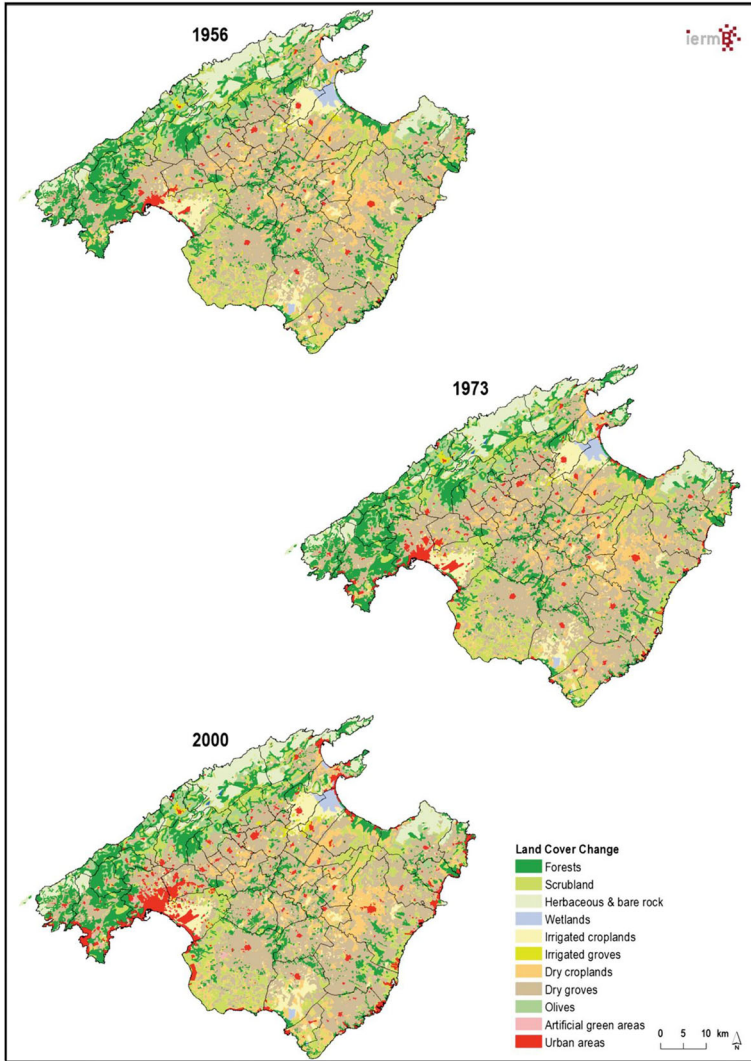 1956
iermB
1973
2000
Land Cover Change
Forests
Scrubland
Herbaceous & bare rock
Wetlands
Irrigated croplands
Irrigated groves
Dry croplands
Dry groves
Olives
Artificial green areas
Urban areas
0 5 10 km
N